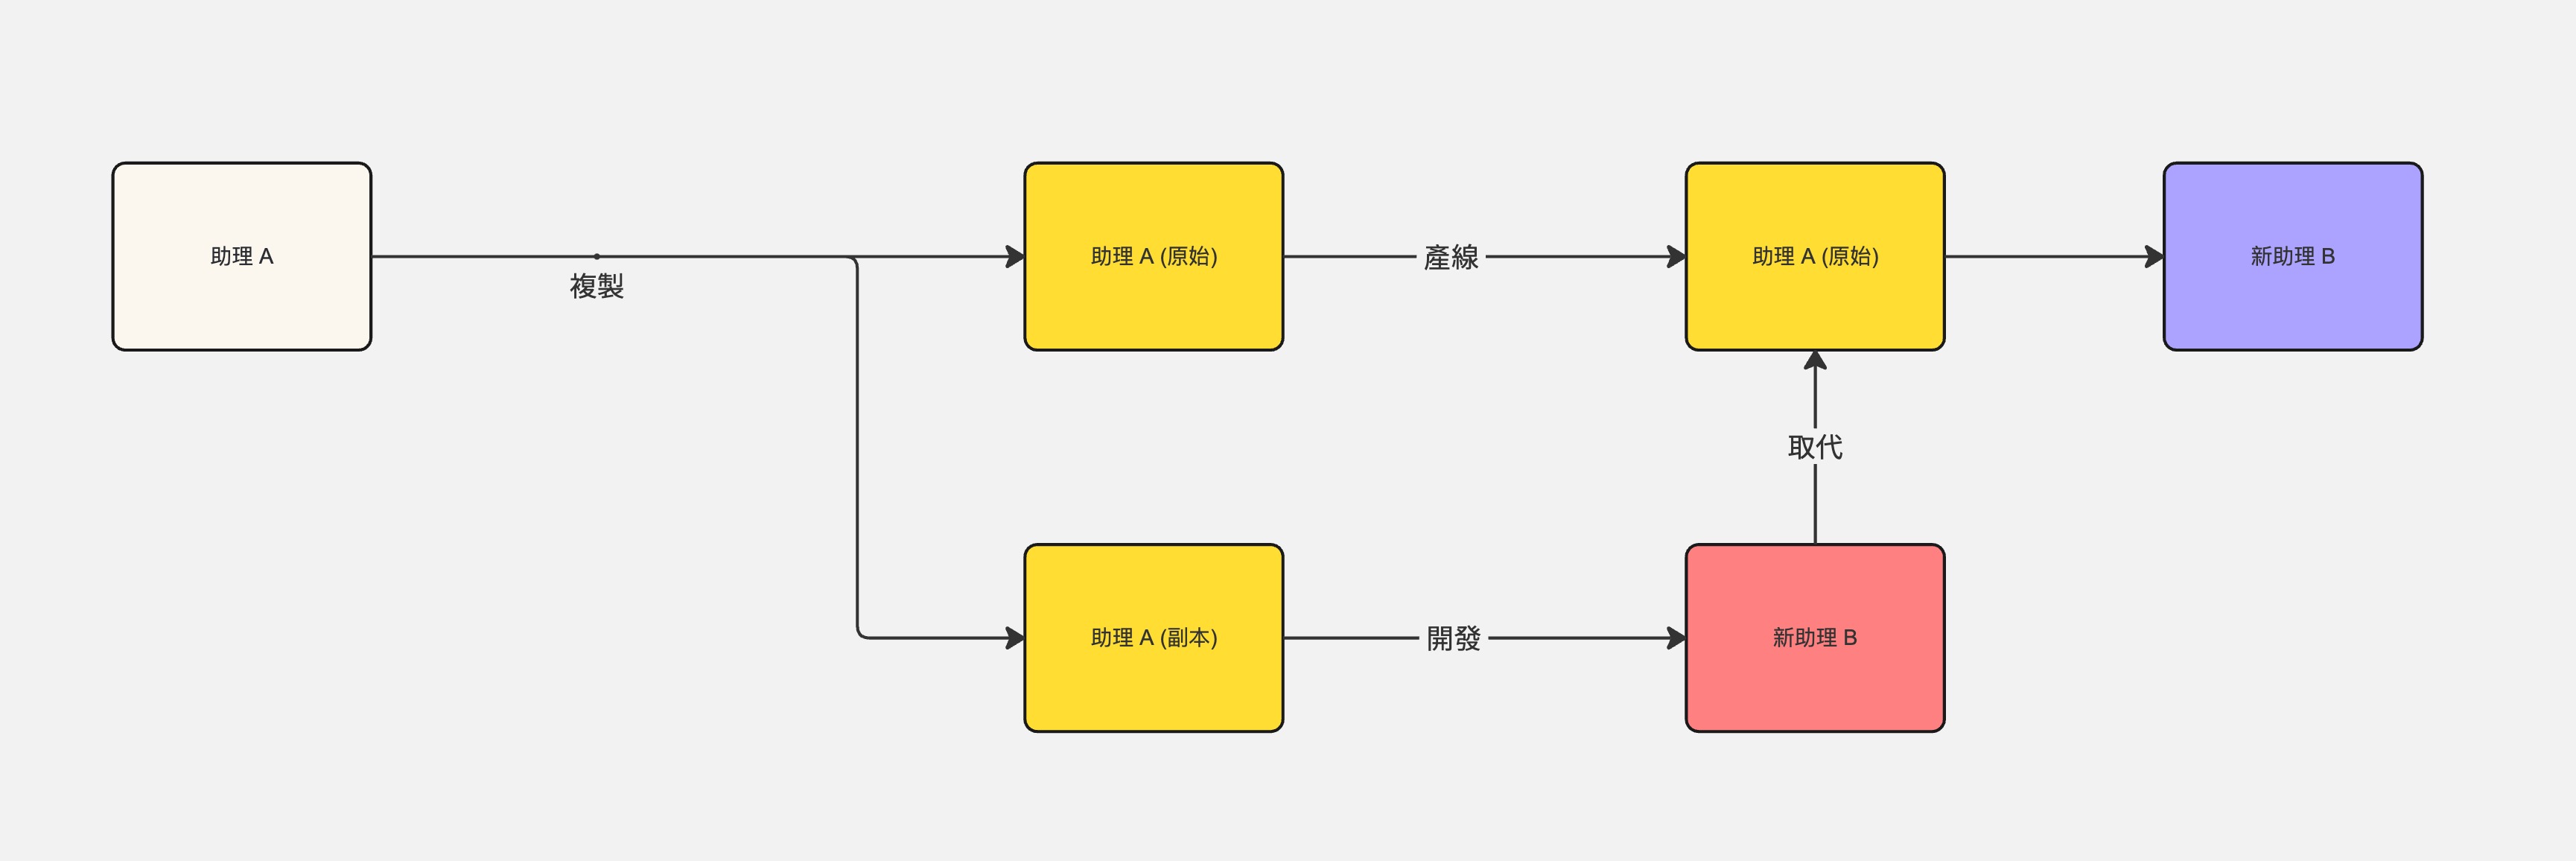 助理 A
複製
助理 A (原始)
產線
助理 A (原始)
新助理 B
取代
助理 A (副本)
開發
新助理 B